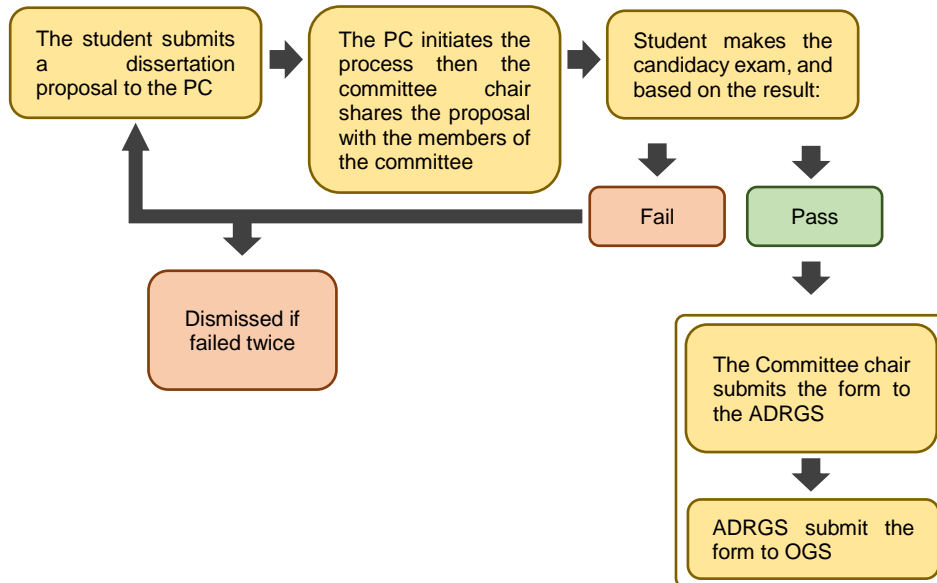 The student submits
a dissertation
proposal to the PC
The PC initiates the
process then the
committee chair
shares the proposal
with the members of
the committee
Student makes the
candidacy exam, and
based on the result:
Fail
Pass
Dismissed if
failed twice
The Committee chair
submits the form to
the ADRGS
ADRGS submit the
form to OGS